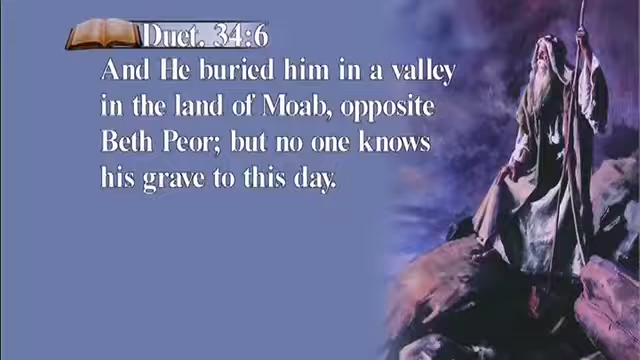 Duet. 34:6
And He buried him in a valley
in the land of Moab, opposite
Beth Peor; but no one knows
his grave to this day.